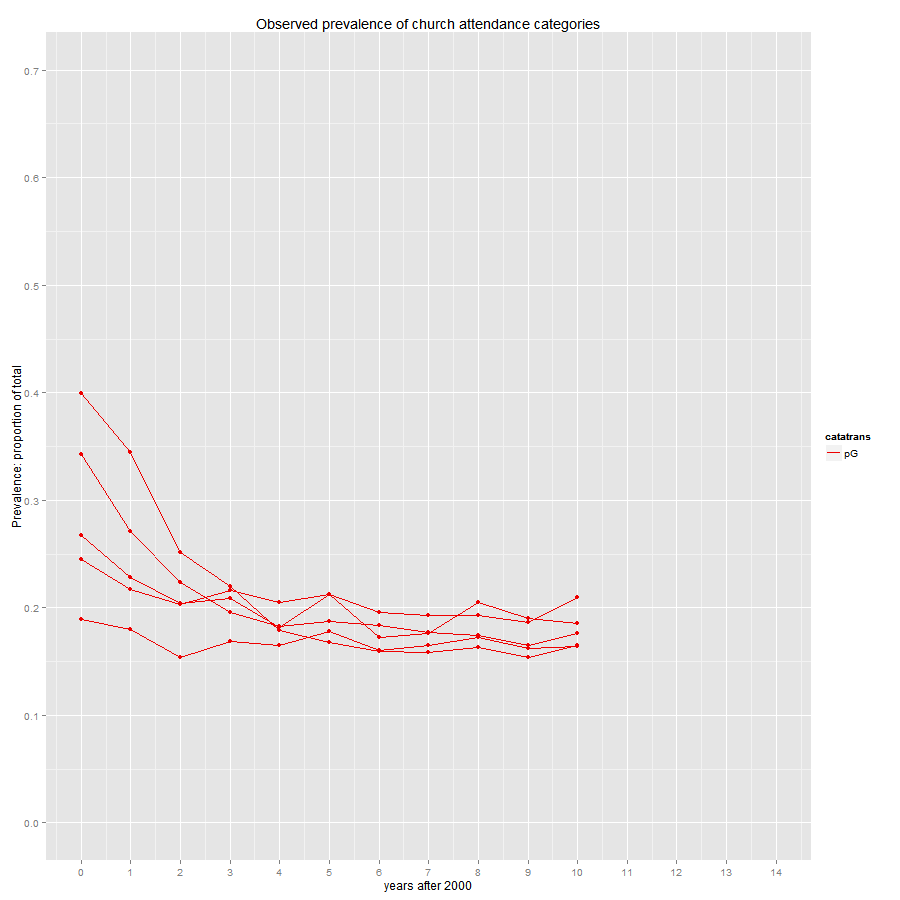 Observed prevalence of church attendance categories
Prevalence: proportion of total
0.7
0.6
0.5
0.4
0.3
0.2
0.1
0.0
0 1 2 3 4 5 6 7 8 9 10 11 12 13 14
years after 2000
catatrans
pG